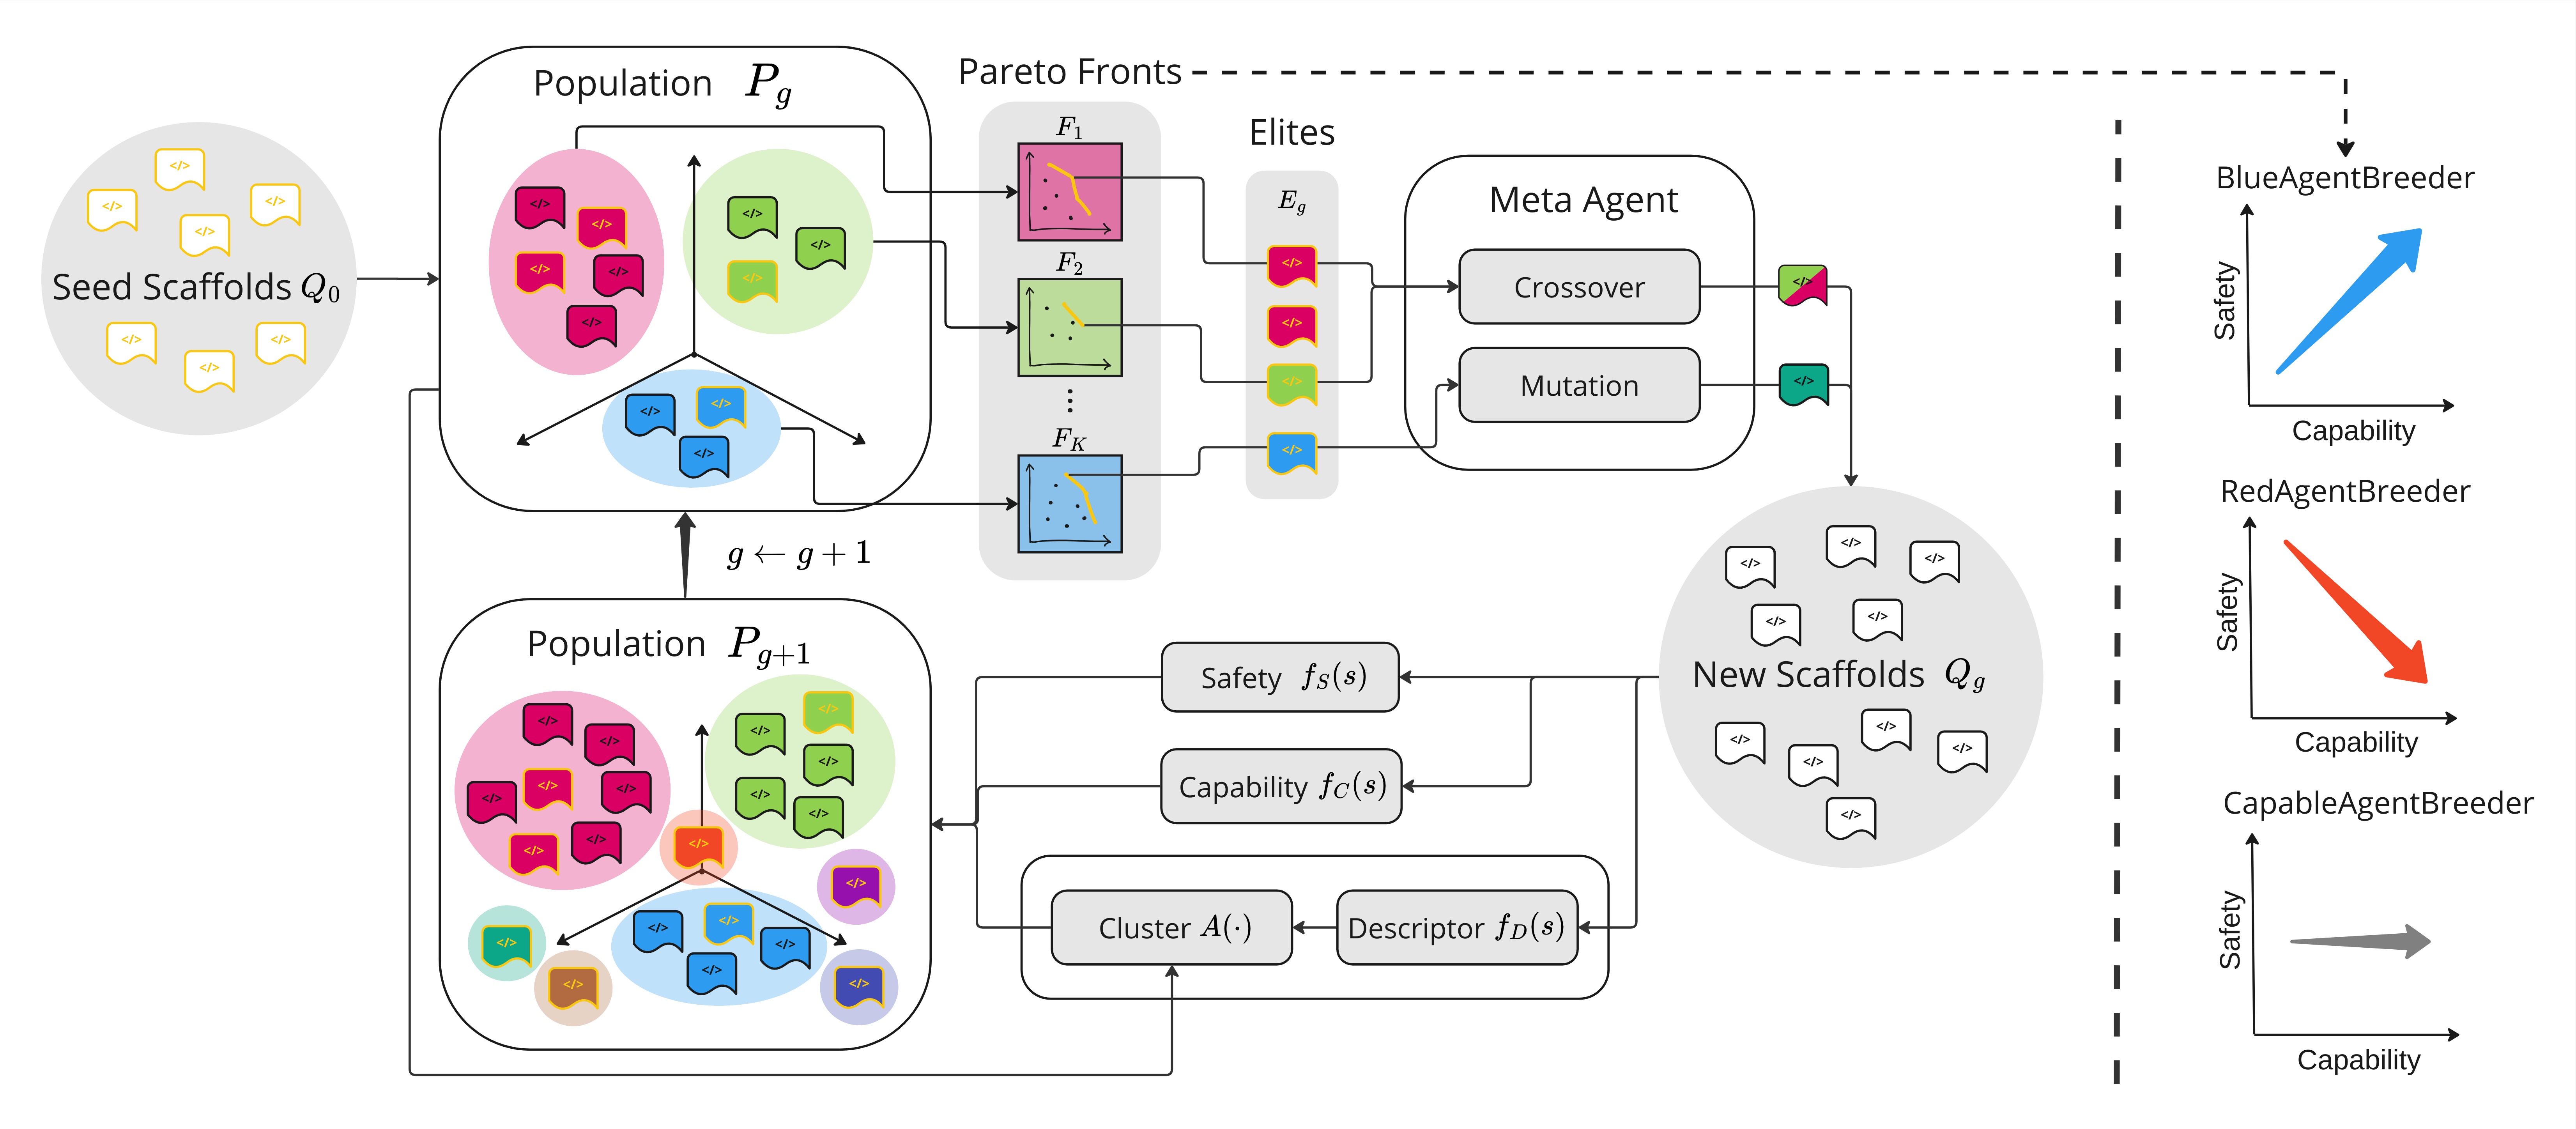 Population P_g
Pareto Fronts
Seed Scaffolds Q_0
F_1
F_2
⋮
F_K
Elites
E_g
Meta Agent
Crossover
Mutation
g ← g + 1
Population P_{g+1}
Safety f_S(s)
Capability f_C(s)
Cluster A(·)
Descriptor f_D(s)
New Scaffolds Q_g
BlueAgentBreeder
Safety
Capability
RedAgentBreeder
Safety
Capability
CapableAgentBreeder
Safety
Capability